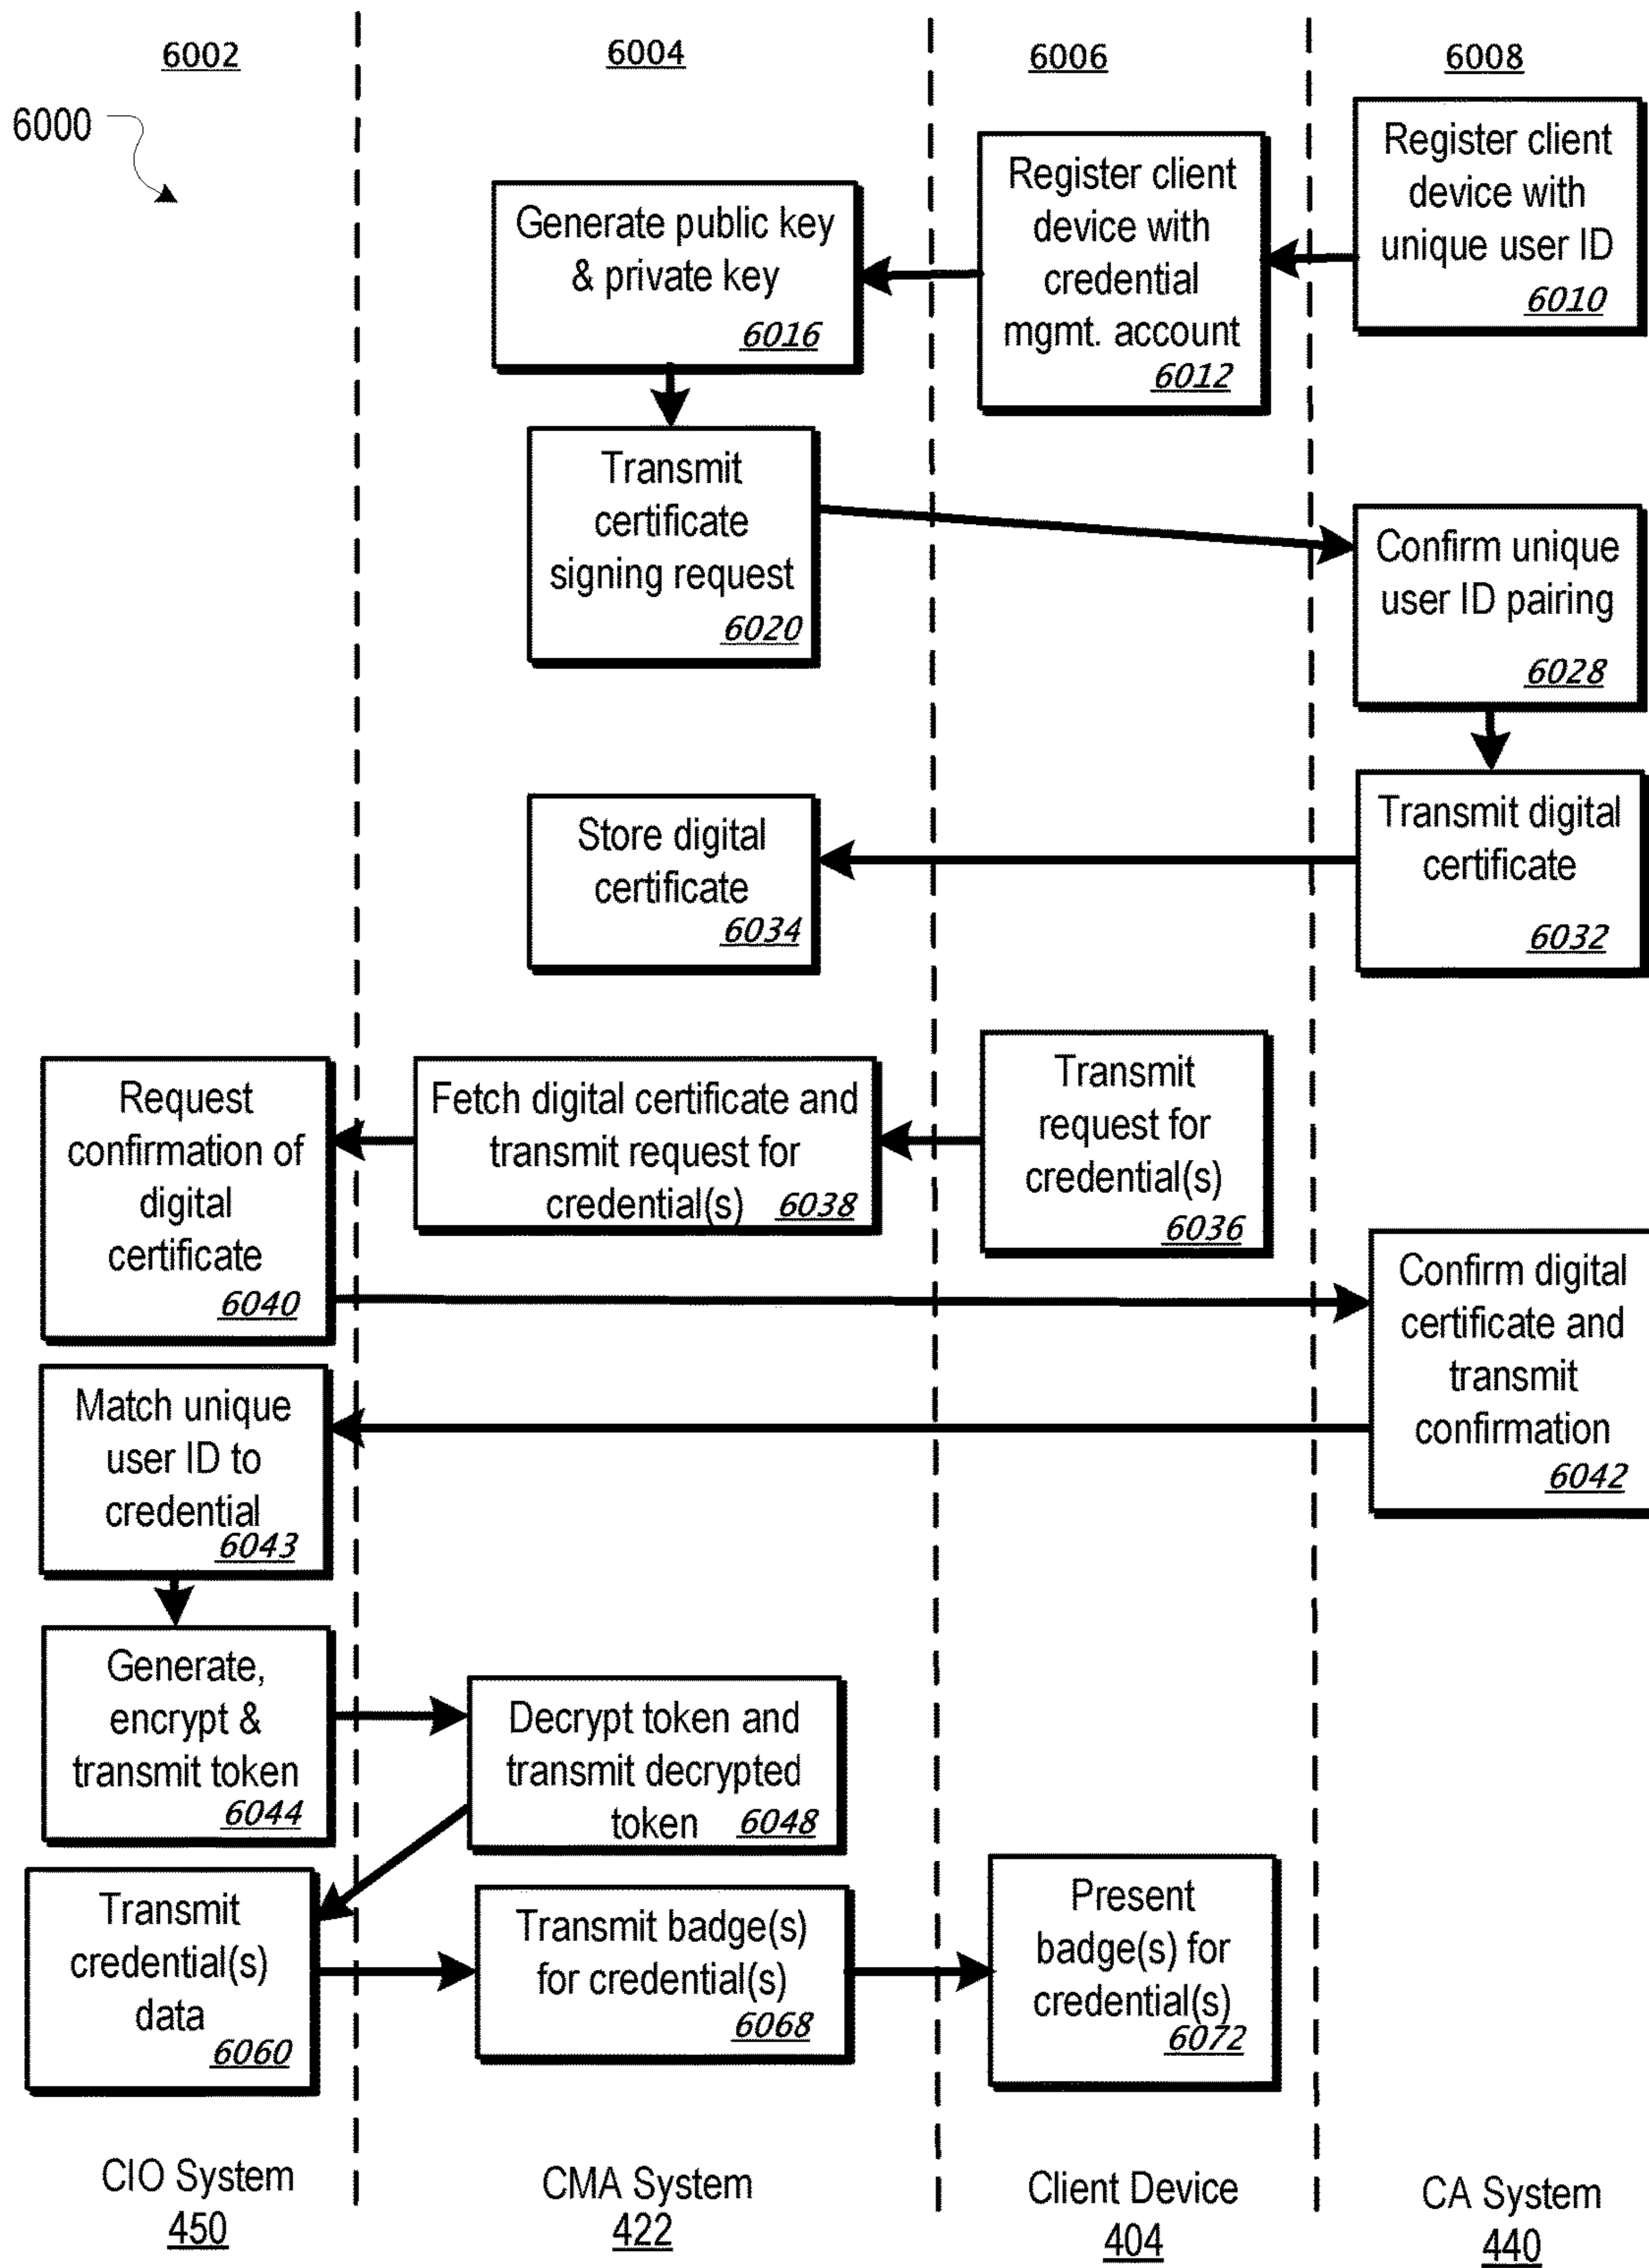 6002
6004
6006
6008
6000
Register client
device with
unique user ID
6010
Register client
device with
credential
mgmt. account
6012
Generate public key
& private key
6016
Transmit
certificate
signing request
6020
Confirm unique
user ID pairing
6028
Transmit digital
certificate
6032
Store digital
certificate
6034
Transmit
request for
credential(s)
6036
Fetch digital certificate and
transmit request for
credential(s) 6038
Request
confirmation of
digital
certificate
6040
Confirm digital
certificate and
transmit
confirmation
6042
Match unique
user ID to
credential
6043
Generate,
encrypt &
transmit token
6044
Decrypt token and
transmit decrypted
token 6048
Transmit
credential(s)
data
6060
Transmit badge(s)
for credential(s)
6068
Present
badge(s) for
credential(s)
6072
CIO System
450
CMA System
422
Client Device
404
CA System
440